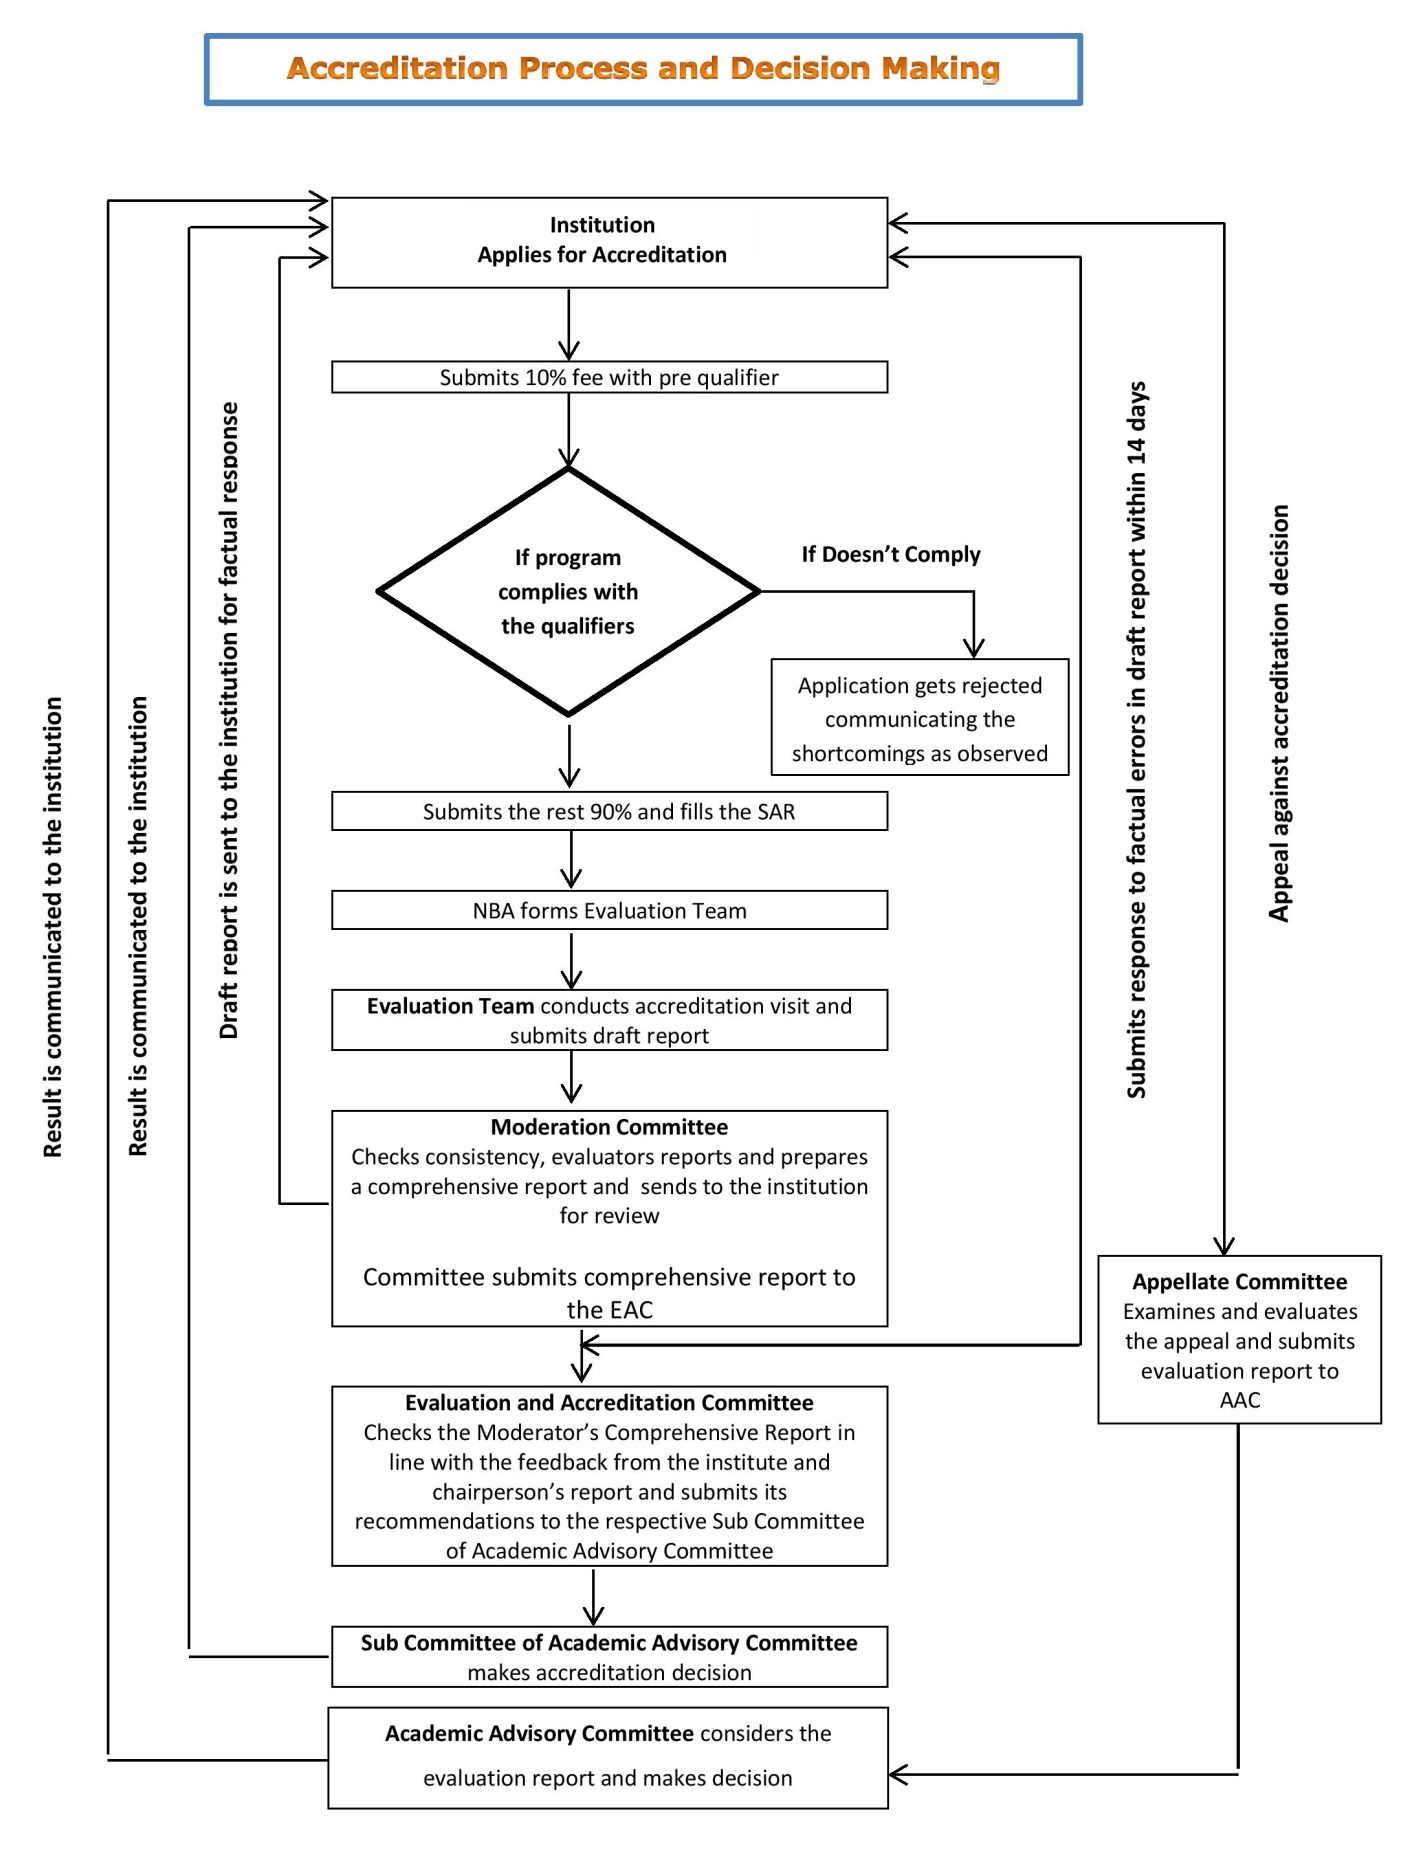 Accreditation Process and Decision Making
Institution
Applies for Accreditation
Submits 10% fee with pre qualifier
If program
complies with
the qualifiers
If Doesn’t Comply
Application gets rejected
communicating the
shortcomings as observed
Submits the rest 90% and fills the SAR
NBA forms Evaluation Team
Evaluation Team conducts accreditation visit and
submits draft report
Moderation Committee
Checks consistency, evaluators reports and prepares
a comprehensive report and sends to the institution
for review
Committee submits comprehensive report to
the EAC
Evaluation and Accreditation Committee
Checks the Moderator’s Comprehensive Report in
line with the feedback from the institute and
chairperson’s report and submits its
recommendations to the respective Sub Committee
of Academic Advisory Committee
Sub Committee of Academic Advisory Committee
makes accreditation decision
Academic Advisory Committee considers the
evaluation report and makes decision
Result is communicated to the institution
Result is communicated to the institution
Draft report is sent to the institution for factual response
Submits response to factual errors in draft report within 14 days
Appeal against accreditation decision
Appellate Committee
Examines and evaluates
the appeal and submits
evaluation report to
AAC